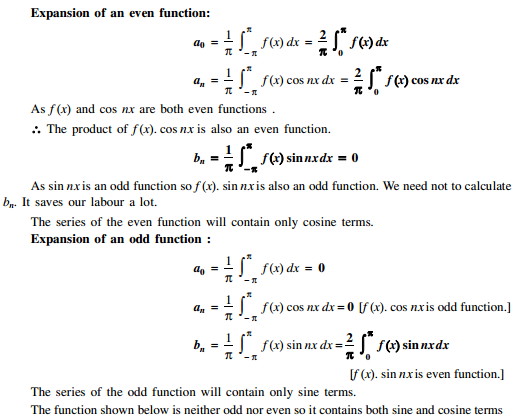 Expansion of an even function:
a₀ = 1/π ∫_{-π}^{π} f(x) dx = 2/π ∫_0^π f(x) dx
aₙ = 1/π ∫_{-π}^{π} f(x) cos nx dx = 2/π ∫_0^π f(x) cos nx dx
As f(x) and cos nx are both even functions .
∴ The product of f(x). cos nx is also an even function.
bₙ = 1/π ∫_{-π}^{π} f(x) sin nx dx = 0
As sin nx is an odd function so f(x). sin nx is also an odd function. We need not to calculate
bₙ. It saves our labour a lot.
The series of the even function will contain only cosine terms.
Expansion of an odd function :
a₀ = 1/π ∫_{-π}^{π} f(x) dx = 0
aₙ = 1/π ∫_{-π}^{π} f(x) cos nx dx = 0 [f(x). cos nx is odd function.]
bₙ = 1/π ∫_{-π}^{π} f(x) sin nx dx = 2/π ∫_0^π f(x) sin nx dx
[f(x). sin nx is even function.]
The series of the odd function will contain only sine terms.
The function shown below is neither odd nor even so it contains both sine and cosine terms